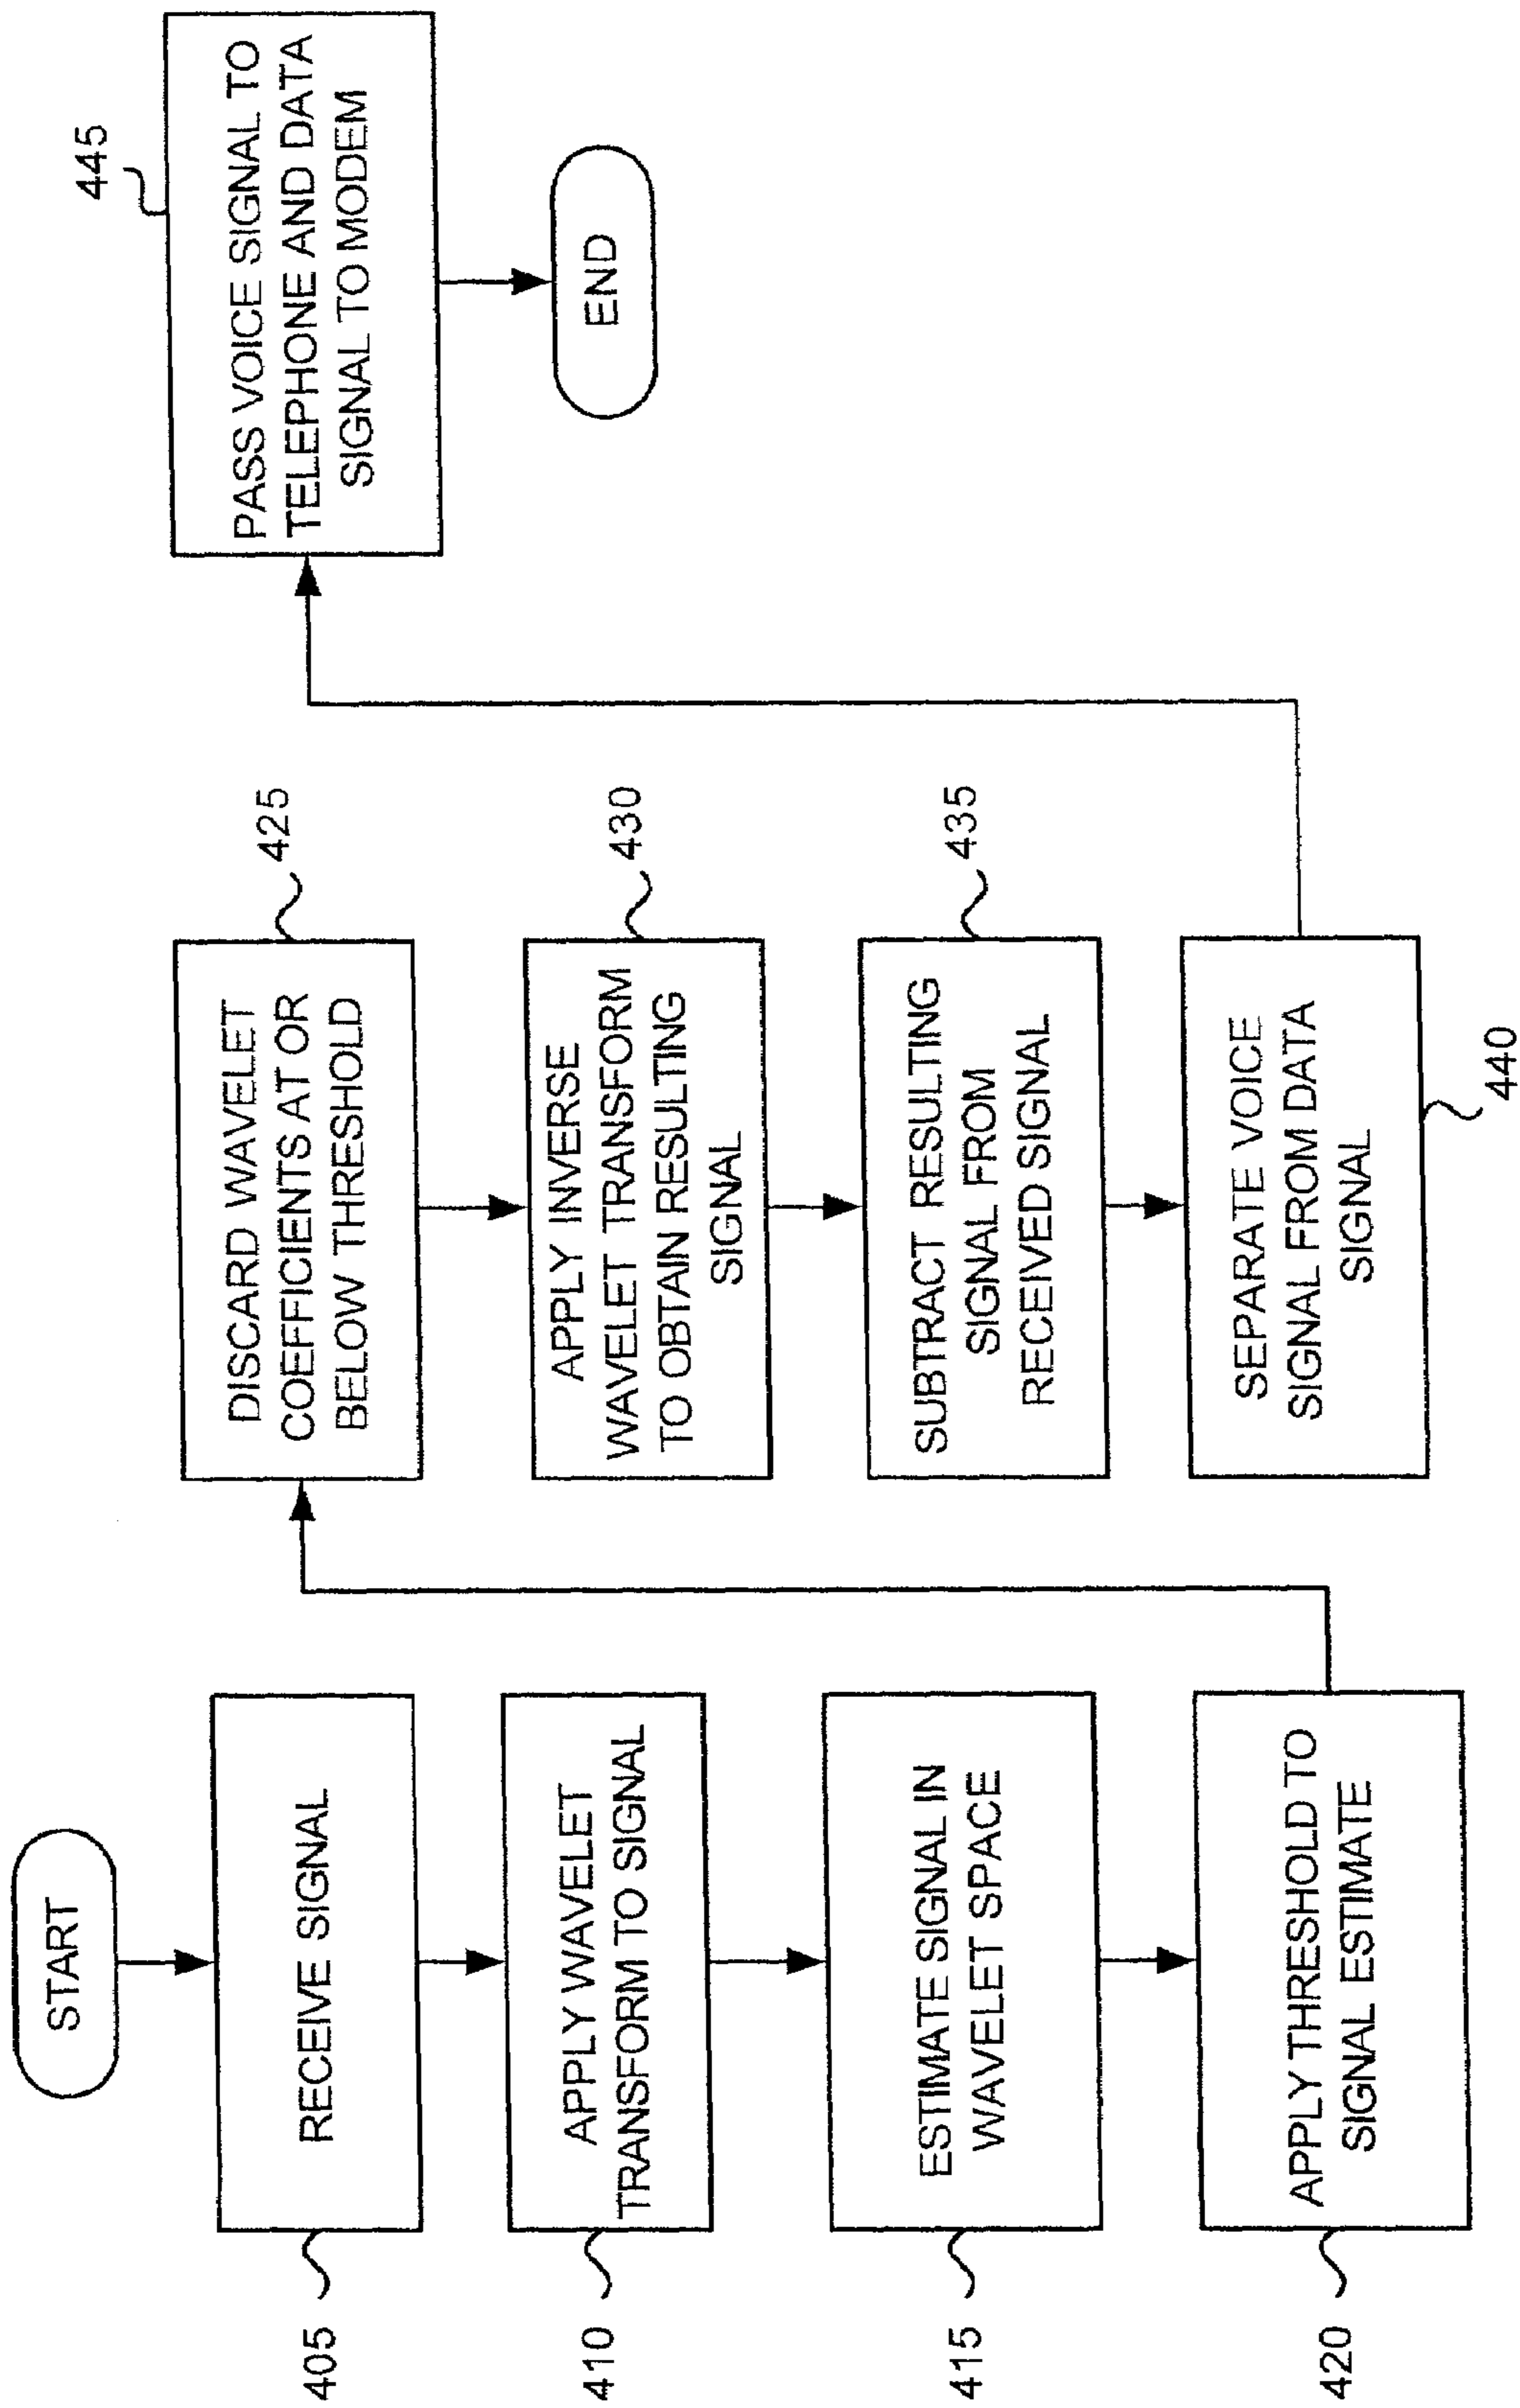 START
405
RECEIVE SIGNAL
410
APPLY WAVELET
TRANSFORM TO SIGNAL
415
ESTIMATE SIGNAL IN
WAVELET SPACE
420
APPLY THRESHOLD TO
SIGNAL ESTIMATE
425
DISCARD WAVELET
COEFFICIENTS AT OR
BELOW THRESHOLD
430
APPLY INVERSE
WAVELET TRANSFORM
TO OBTAIN RESULTING
SIGNAL
435
SUBTRACT RESULTING
SIGNAL FROM
RECEIVED SIGNAL
440
SEPARATE VOICE
SIGNAL FROM DATA
SIGNAL
445
PASS VOICE SIGNAL TO
TELEPHONE AND DATA
SIGNAL TO MODEM
END